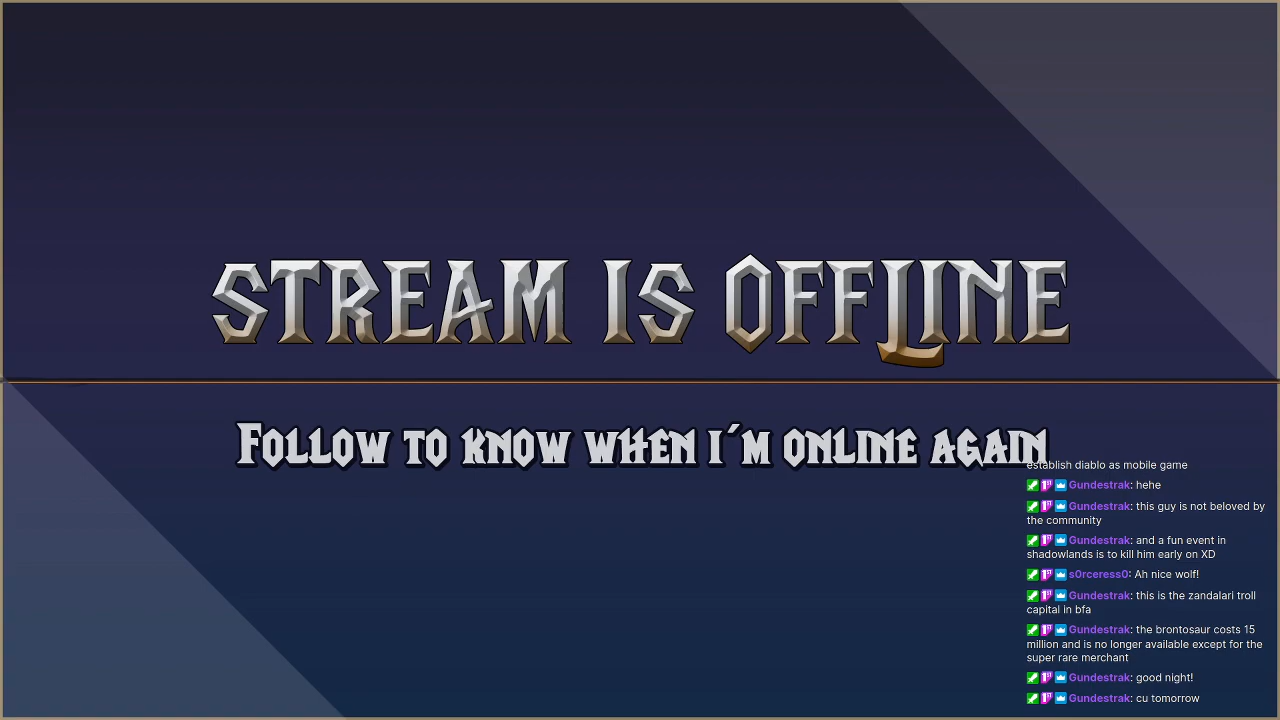 STREAM IS OFFLINE
FOLLOW TO KNOW WHEN I´M ONLINE AGAIN
establish diablo as mobile game
Gundestrak: hehe
Gundestrak: this guy is not beloved by
the community
Gundestrak: and a fun event in
shadowlands is to kill him early on XD
s0rceress0: Ah nice wolf!
Gundestrak: this is the zandalari troll
capital in bfa
Gundestrak: the brontosaur costs 15
million and is no longer available except for the
super rare merchant
Gundestrak: good night!
Gundestrak: cu tomorrow